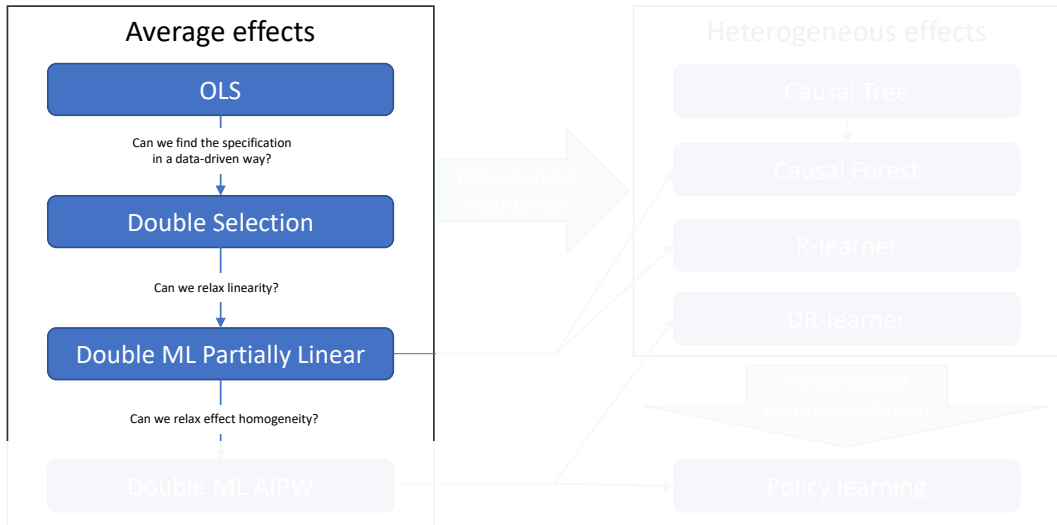 Average effects
OLS
Can we find the specification
in a data-driven way?
Double Selection
Can we relax linearity?
Double ML Partially Linear
Can we relax effect homogeneity?
Double ML AIPW
Personalized
evaluation
Heterogeneous effects
Causal Tree
Causal Forest
R-learner
DR-learner
Personalized
recommendation
Policy learning